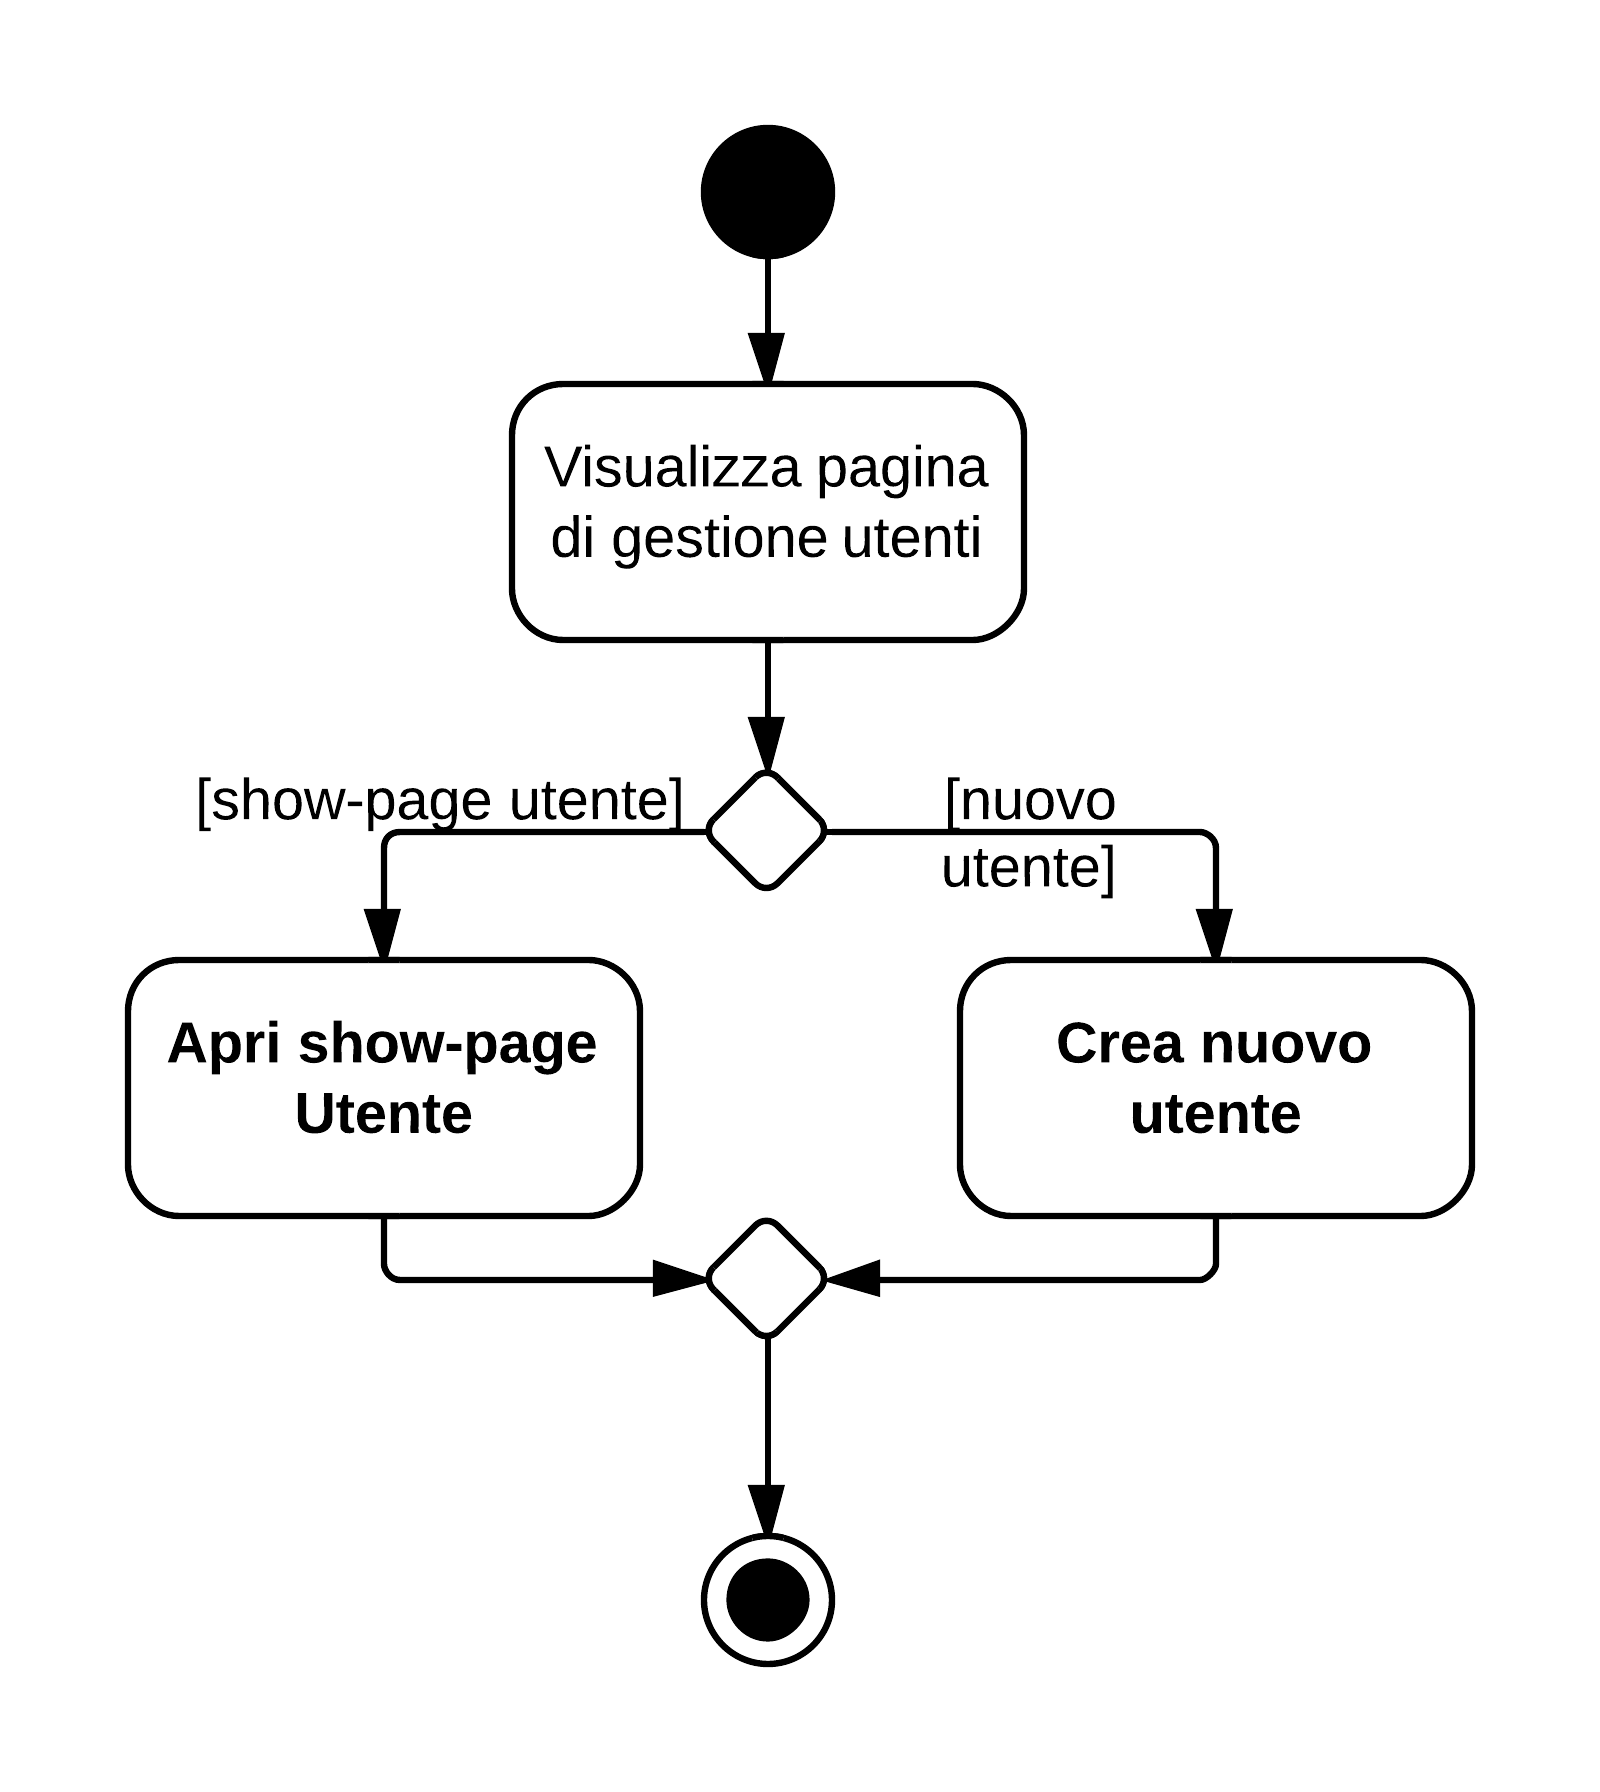 Visualizza pagina
di gestione utenti
[show-page utente]
[nuovo
utente]
Apri show-page
Utente
Crea nuovo
utente